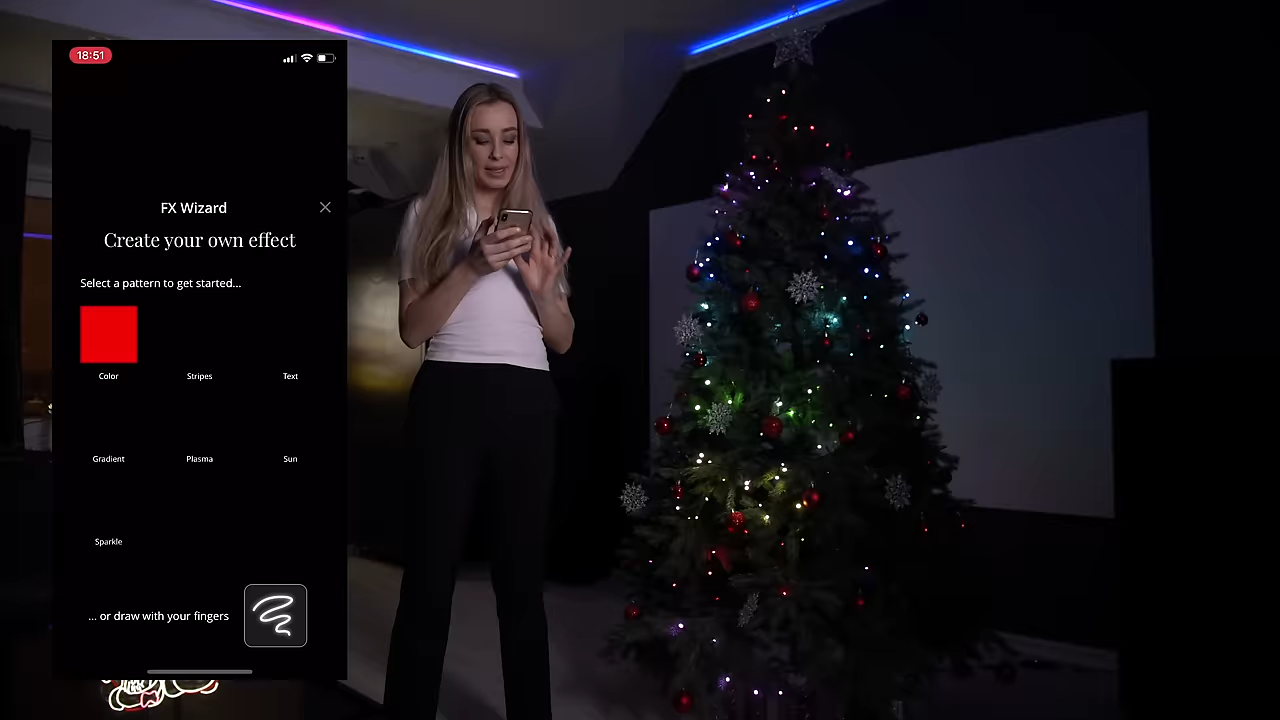 18:51
FX Wizard
Create your own effect
Select a pattern to get started...
Color Stripes Text
Gradient Plasma Sun
Sparkle
... or draw with your fingers